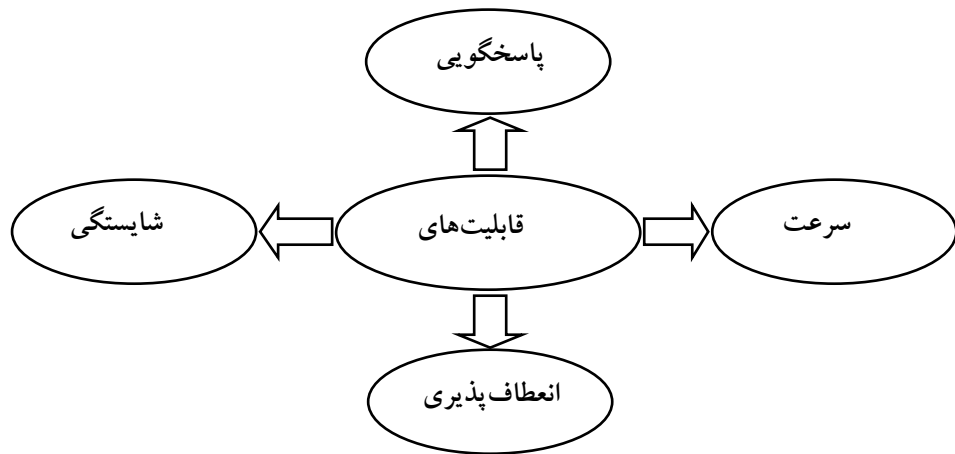 پاسخگویی
سرعت
قابلیت‌های
شایستگی
انعطاف‌پذیری